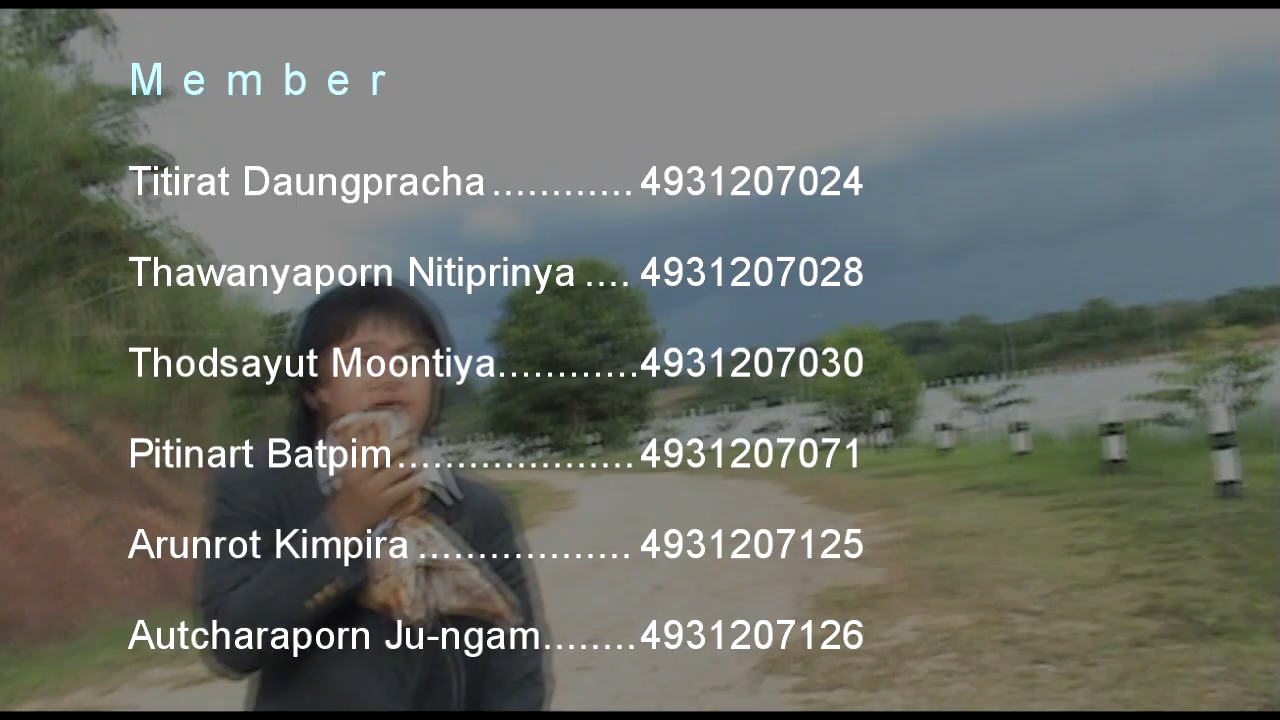 Member
Titirat Daungpracha............4931207024
Thawanyaporn Nitiprinya....4931207028
Thodsayut Moontiya............4931207030
Pitinart Batpim....................4931207071
Arunrot Kimpira..................4931207125
Autcharaporn Ju-ngam........4931207126